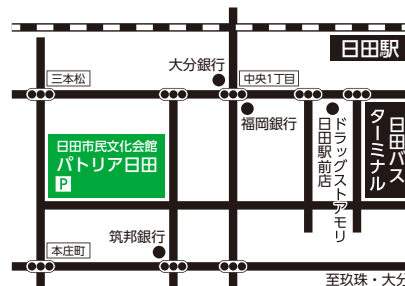 日田駅
大分銀行
三本松
中央1丁目
福岡銀行
ドラッグストアモリ
日田駅前店
日田バス
ターミナル
日田市民文化会館
パトリア日田
P
筑邦銀行
本庄町
至玖珠・大分